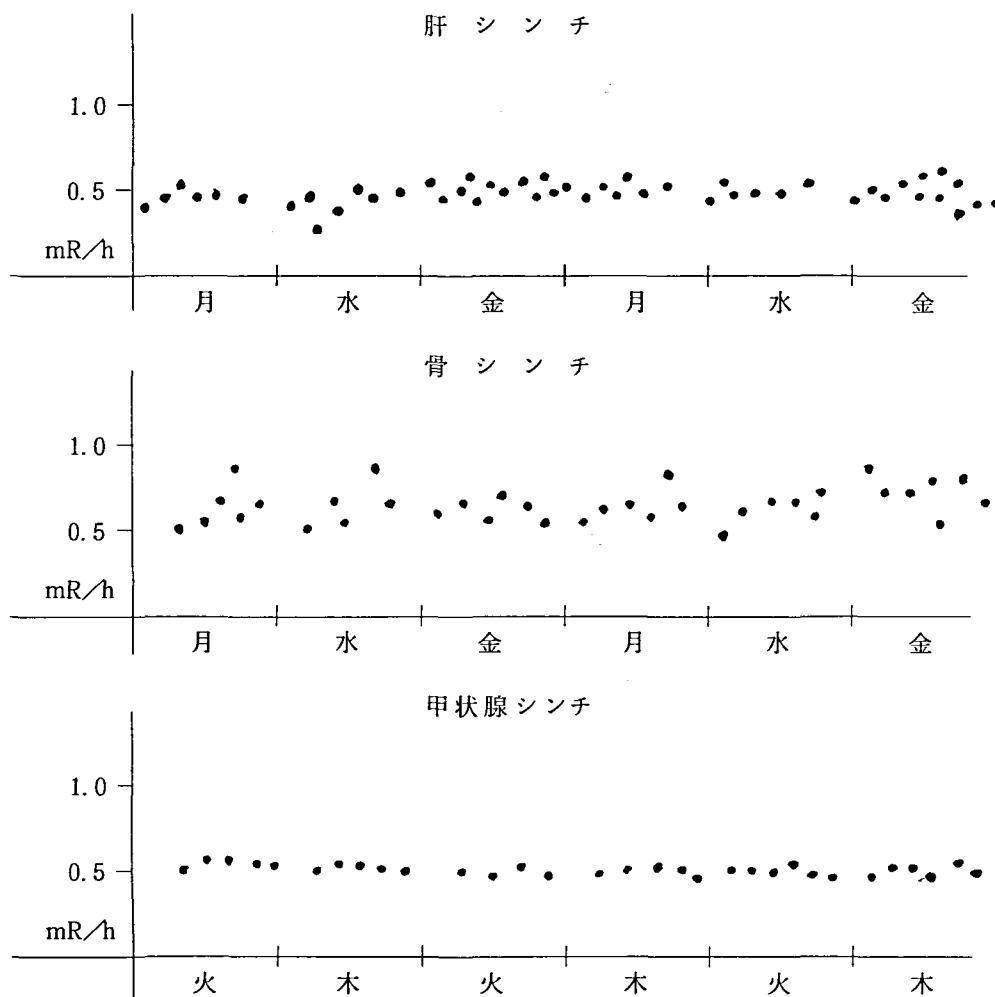 肝シンチ
1.0
0.5
mR/h
月 水 金 月 水 金
骨シンチ
1.0
0.5
mR/h
月 水 金 月 水 金
甲状腺シンチ
1.0
0.5
mR/h
火 木 火 木 火 木